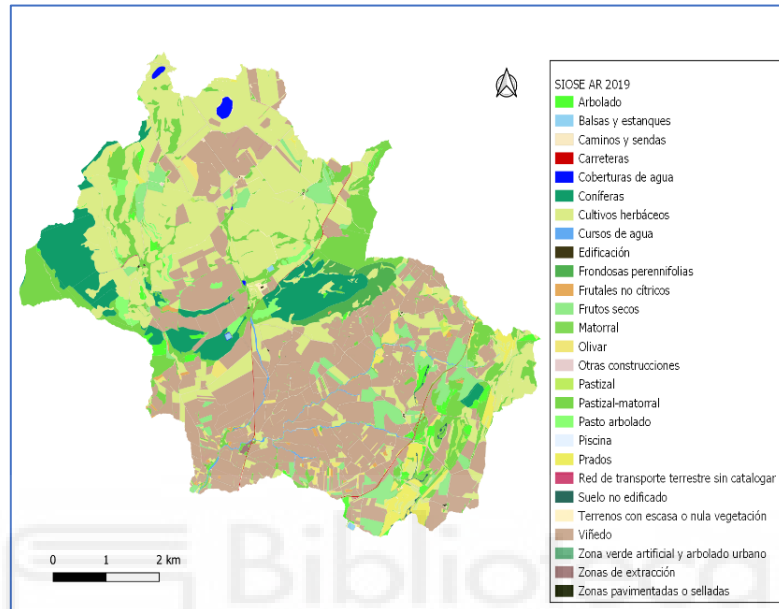 SIOSE AR 2019
Arbolado
Balsas y estanques
Caminos y sendas
Carreteras
Coberturas de agua
Coníferas
Cultivos herbáceos
Cursos de agua
Edificación
Frondosas perennifolias
Frutales no cítricos
Frutos secos
Matorral
Olivar
Otras construcciones
Pastizal
Pastizal-matorral
Pasto arbolado
Piscina
Prados
Red de transporte terrestre sin catalogar
Suelo no edificado
Terrenos con escasa o nula vegetación
Viñedo
Zona verde artificial y arbolado urbano
Zonas de extracción
Zonas pavimentadas o selladas
0 1 2 km
Biblioteca